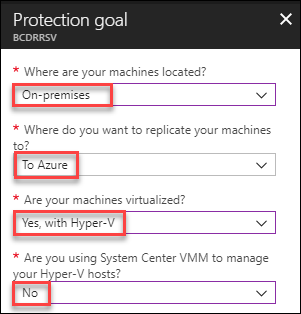 Protection goal
BCDRRSV
* Where are your machines located?
On-premises
* Where do you want to replicate your machines
to?
To Azure
* Are your machines virtualized?
Yes, with Hyper-V
* Are you using System Center VMM to manage
your Hyper-V hosts?
No